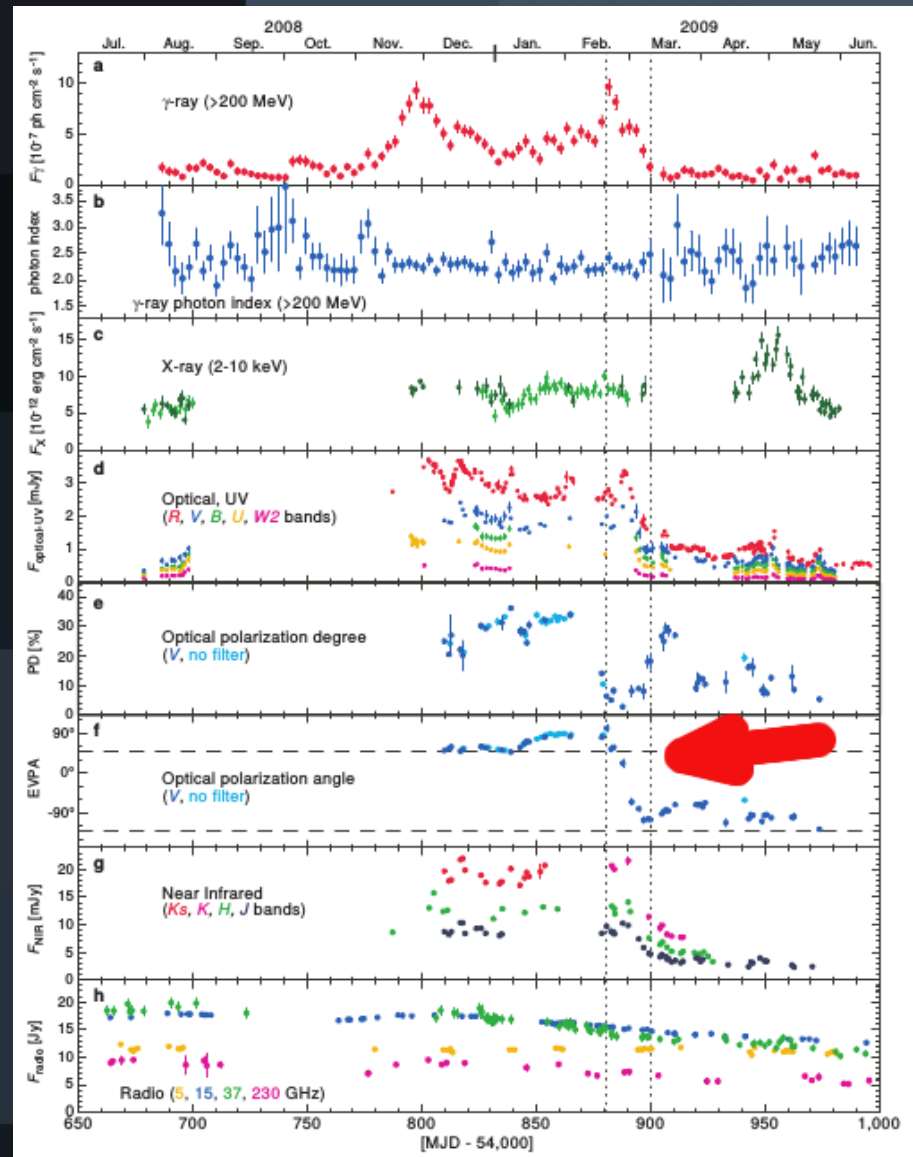 2008 2009
Jul. Aug. Sep. Oct. Nov. Dec. Jan. Feb. Mar. Apr. May Jun.
a
γ-ray (>200 MeV)
Fγ [10-7 ph cm-2 s-1]
10
5
0
b
photon index
3.5
3.0
2.5
2.0
1.5
γ-ray photon index (>200 MeV)
c
X-ray (2-10 keV)
FX [10-12 erg cm-2 s-1]
15
10
5
0
d
Optical, UV
(R, V, B, U, W2 bands)
Foptical-UV [mJy]
3
2
1
0
e
Optical polarization degree
(V, no filter)
PD [%]
40
30
20
10
0
f
EVPA
90°
0°
-90°
Optical polarization angle
(V, no filter)
g
Near Infrared
(Ks, K, H, J bands)
FNIR [mJy]
20
15
10
5
0
h
Fradio [Jy]
20
15
10
5
0
Radio (5, 15, 37, 230 GHz)
650 700 750 800 850 900 950 1,000
[MJD - 54,000]